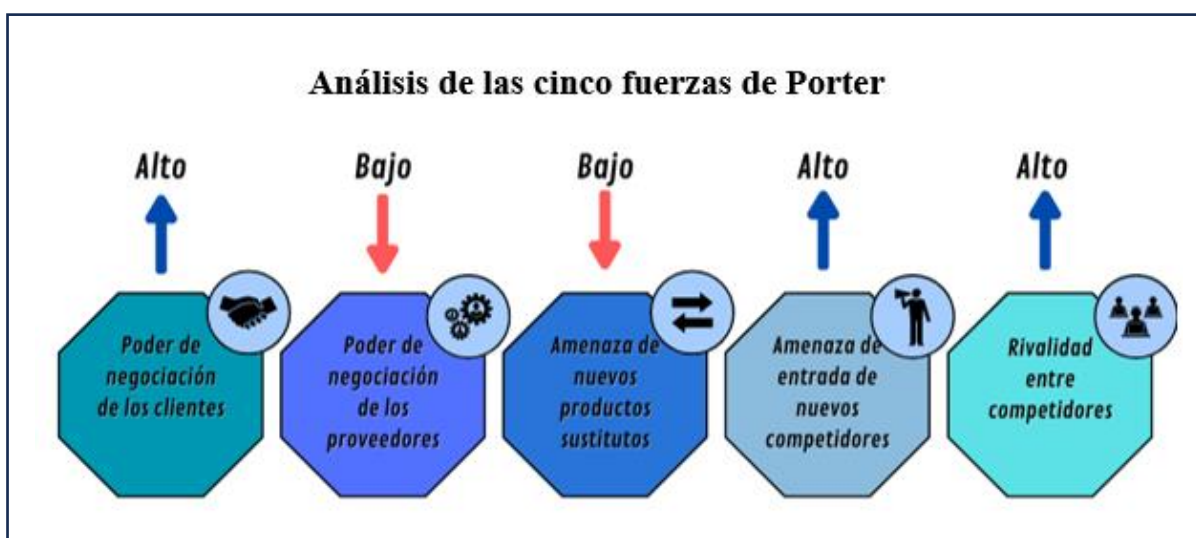 Análisis de las cinco fuerzas de Porter
Alto
Bajo
Bajo
Alto
Alto
Poder de
negociación
de los clientes
Poder de
negociación
de los
proveedores
Amenaza de
nuevos
productos
sustitutos
Amenaza de
entrada de
nuevos
competidores
Rivalidad
entre
competidores